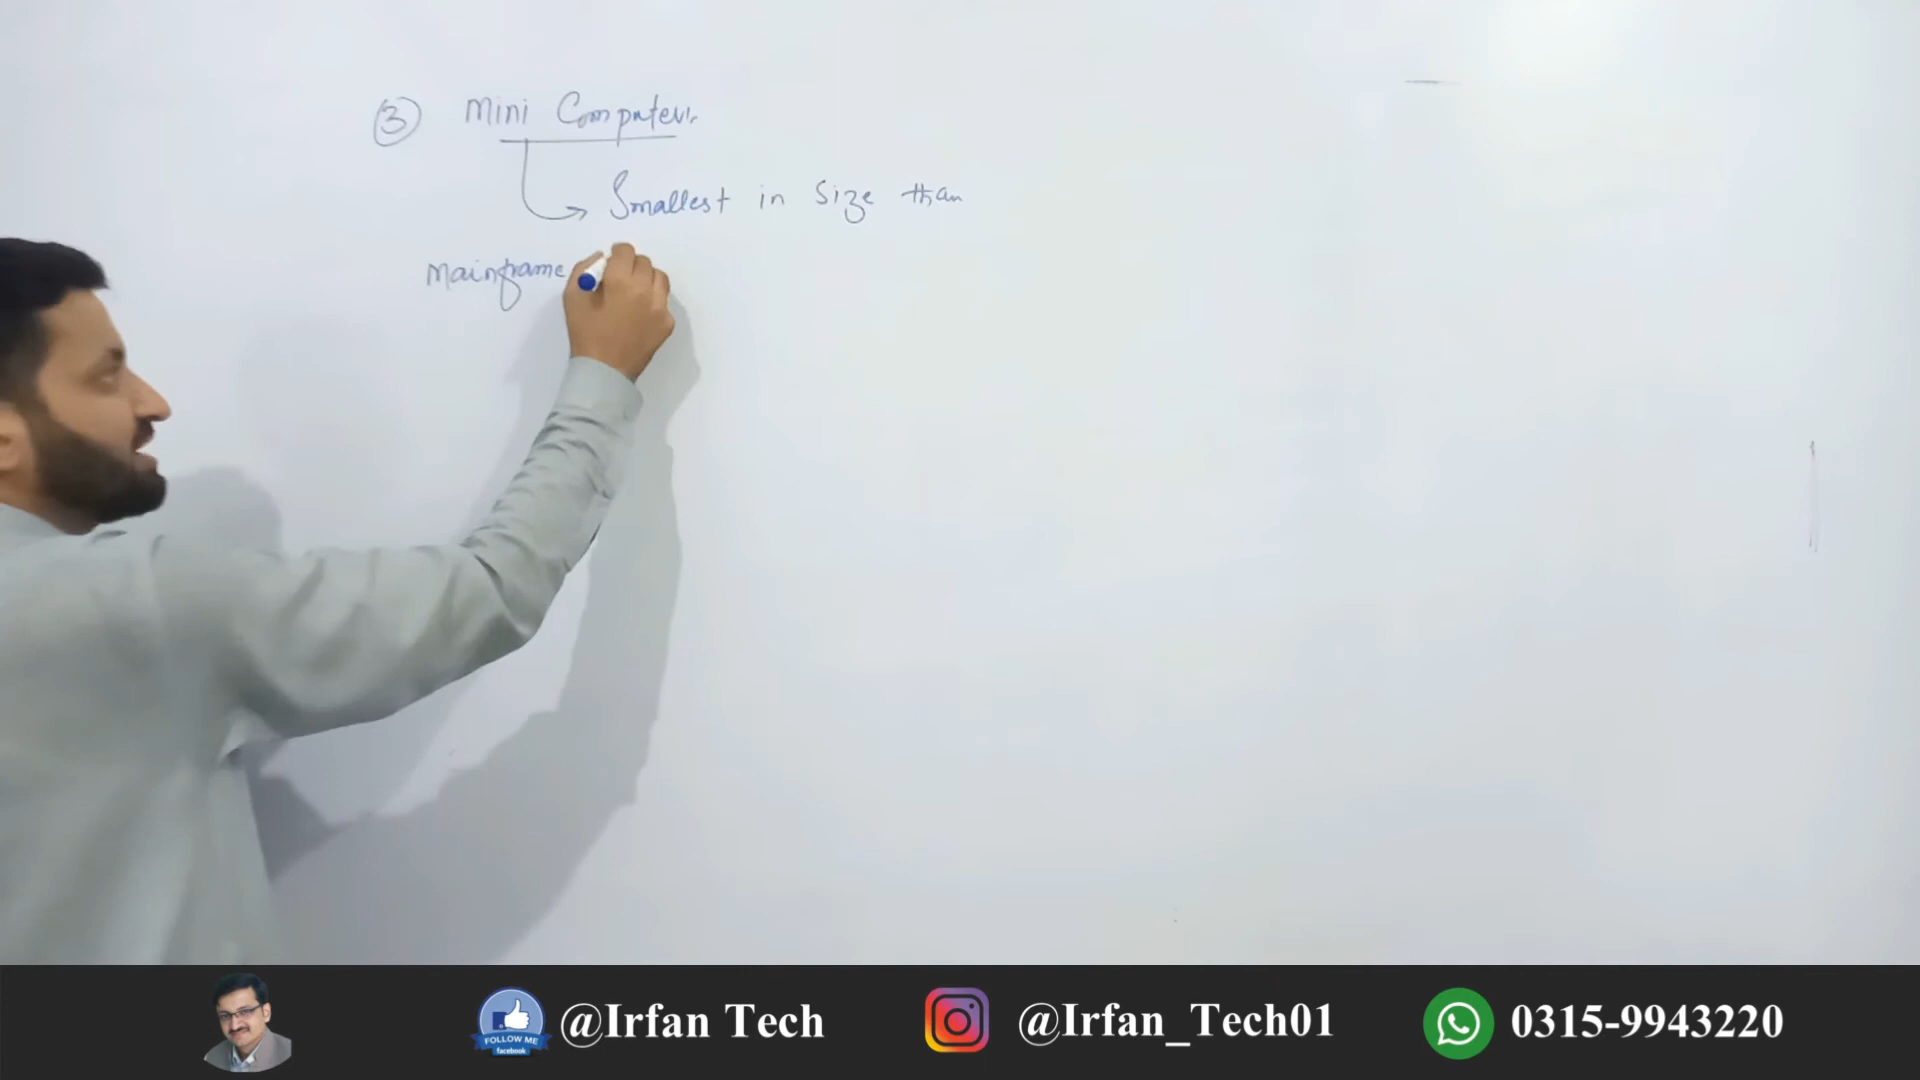 3 Mini Computer
Smallest in Size than
Mainframe
FOLLOW ME
facebook
@Irfan Tech
@Irfan_Tech01
0315-9943220